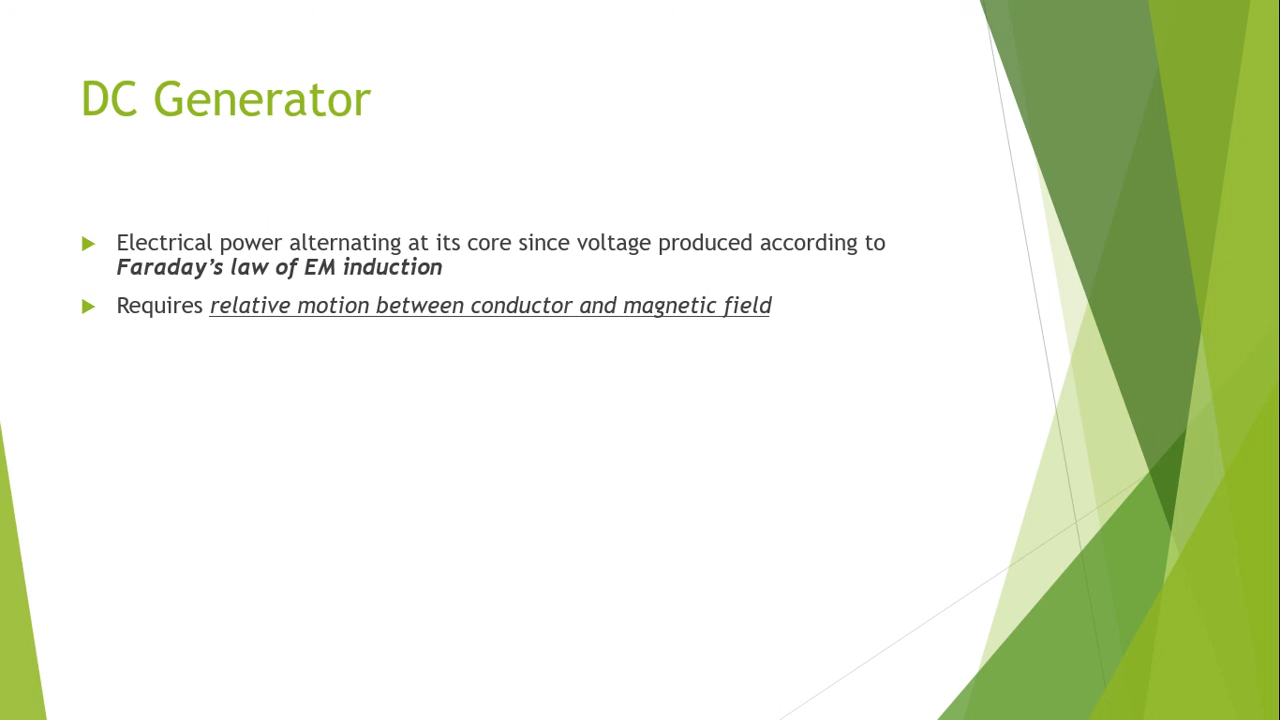 DC Generator
Electrical power alternating at its core since voltage produced according to
Faraday’s law of EM induction
Requires relative motion between conductor and magnetic field